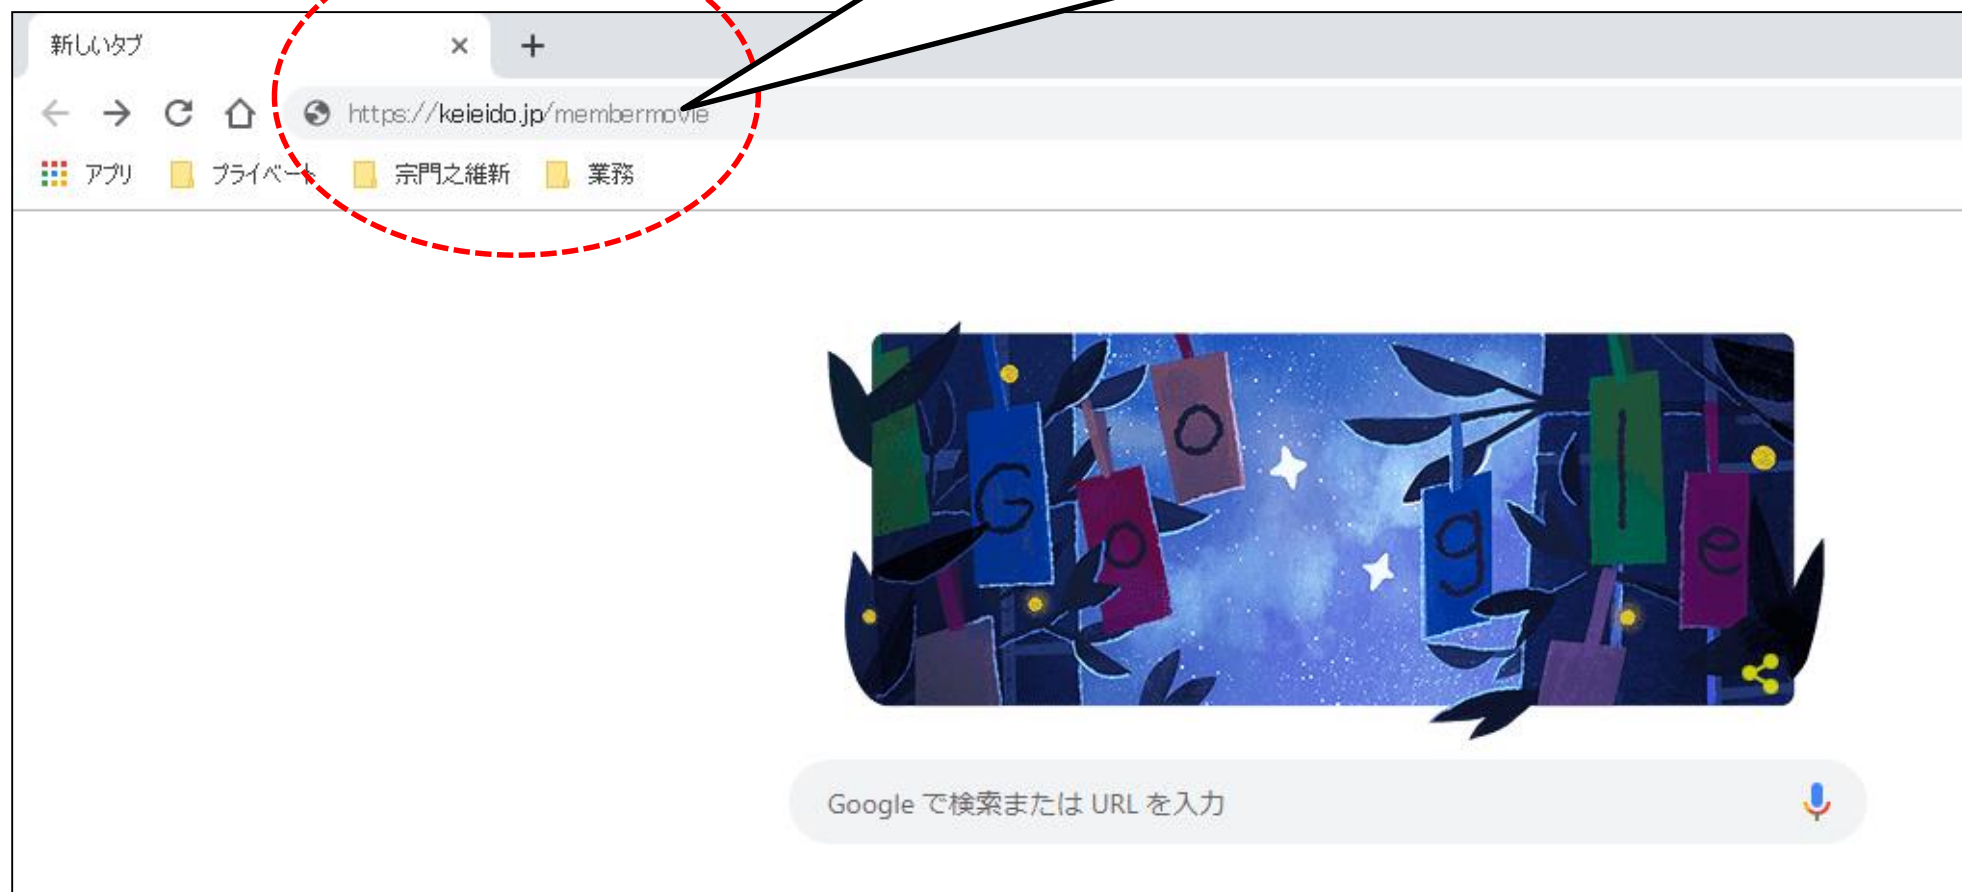 新しいタブ
https://keieido.jp/membermovie
アプリ プライベート 宗門之維新 業務
Google
Google で検索または URL を入力